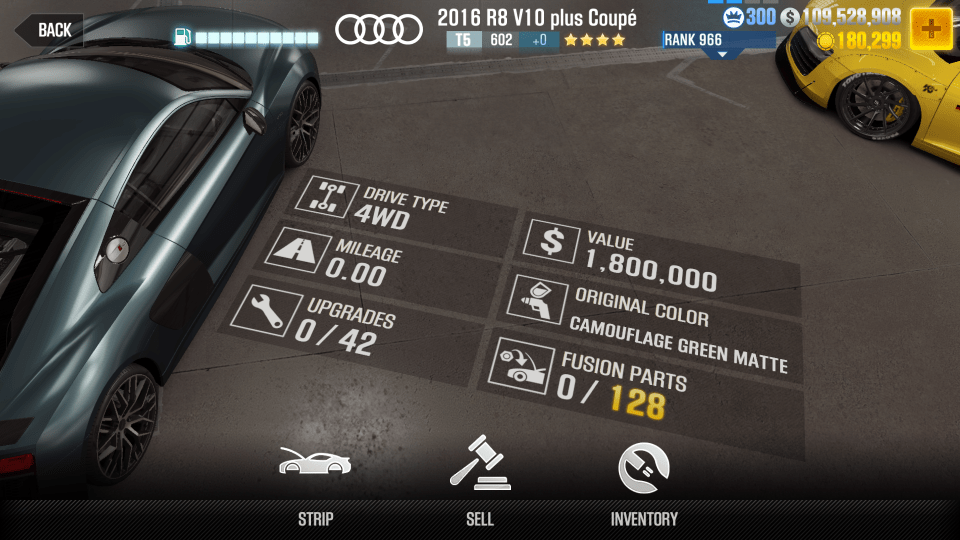 BACK
2016 R8 V10 plus Coupé
T5 602 +0
300
109,528,908
RANK 966
180,299
DRIVE TYPE
4WD
MILEAGE
0.00
UPGRADES
0 / 42
VALUE
1,800,000
ORIGINAL COLOR
CAMOUFLAGE GREEN MATTE
FUSION PARTS
0 / 128
STRIP
SELL
INVENTORY